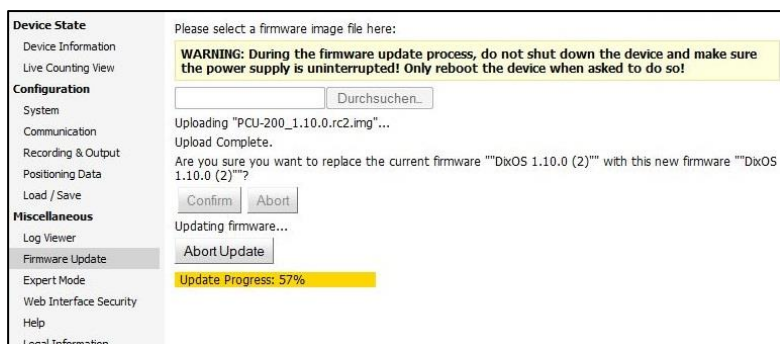 Device State
Device Information
Live Counting View
Configuration
System
Communication
Recording & Output
Positioning Data
Load / Save
Miscellaneous
Log Viewer
Firmware Update
Expert Mode
Web Interface Security
Help
Legal Information
Please select a firmware image file here:
WARNING: During the firmware update process, do not shut down the device and make sure
the power supply is uninterrupted! Only reboot the device when asked to do so!
Durchsuchen..
Uploading "PCU-200_1.10.0.rc2.img"...
Upload Complete.
Are you sure you want to replace the current firmware ""DixOS 1.10.0 (2)"" with this new firmware ""DixOS
1.10.0 (2)""?
Confirm Abort
Updating firmware...
Abort Update
Update Progress: 57%